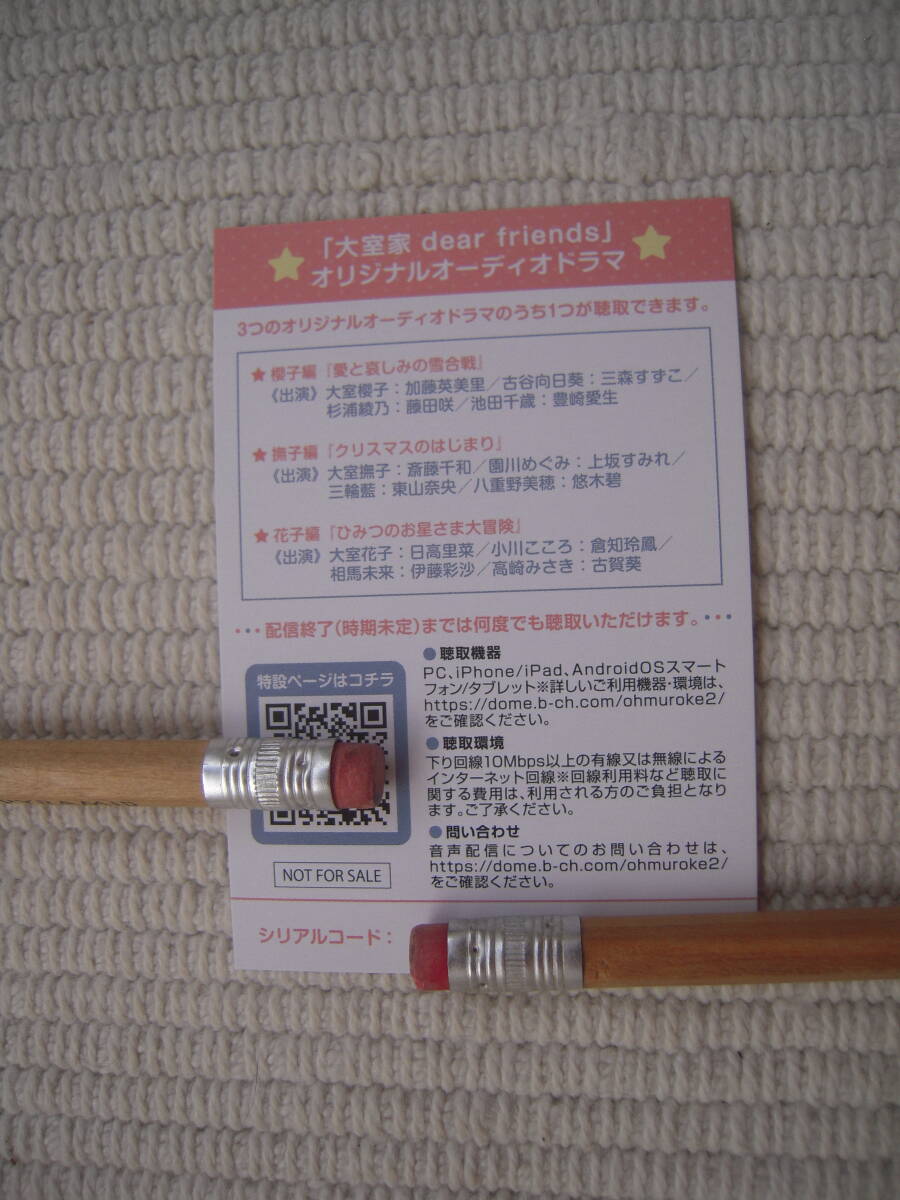 「大室家 dear friends」
オリジナルオーディオドラマ
3つのオリジナルオーディオドラマのうち1つが聴取できます。
★ 櫻子編『愛と哀しみの雪合戦』
《出演》大室櫻子：加藤英美里／古谷向日葵：三森すずこ／
杉浦綾乃：藤田咲／池田千歳：豊崎愛生
★ 撫子編『クリスマスのはじまり』
《出演》大室撫子：斎藤千和／園川めぐみ：上坂すみれ／
三輪藍：東山奈央／八重野美穂：悠木碧
★ 花子編『ひみつのお星さま大冒険』
《出演》大室花子：日高里菜／小川こころ：倉知玲鳳／
相馬未来：伊藤彩沙／高崎みさき：古賀葵
･･･配信終了(時期未定)までは何度でも聴取いただけます。･･･
特設ページはコチラ
NOT FOR SALE
●聴取機器
PC、iPhone/iPad、AndroidOSスマート
フォン/タブレット※詳しいご利用機器・環境は、
https://dome.b-ch.com/ohmuroke2/
をご確認ください。
●聴取環境
下り回線10Mbps以上の有線又は無線による
インターネット回線※回線利用料など聴取に
関する費用は、利用される方のご負担となり
ます。ご了承ください。
●問い合わせ
音声配信についてのお問い合わせは、
https://dome.b-ch.com/ohmuroke2/
をご確認ください。
シリアルコード：